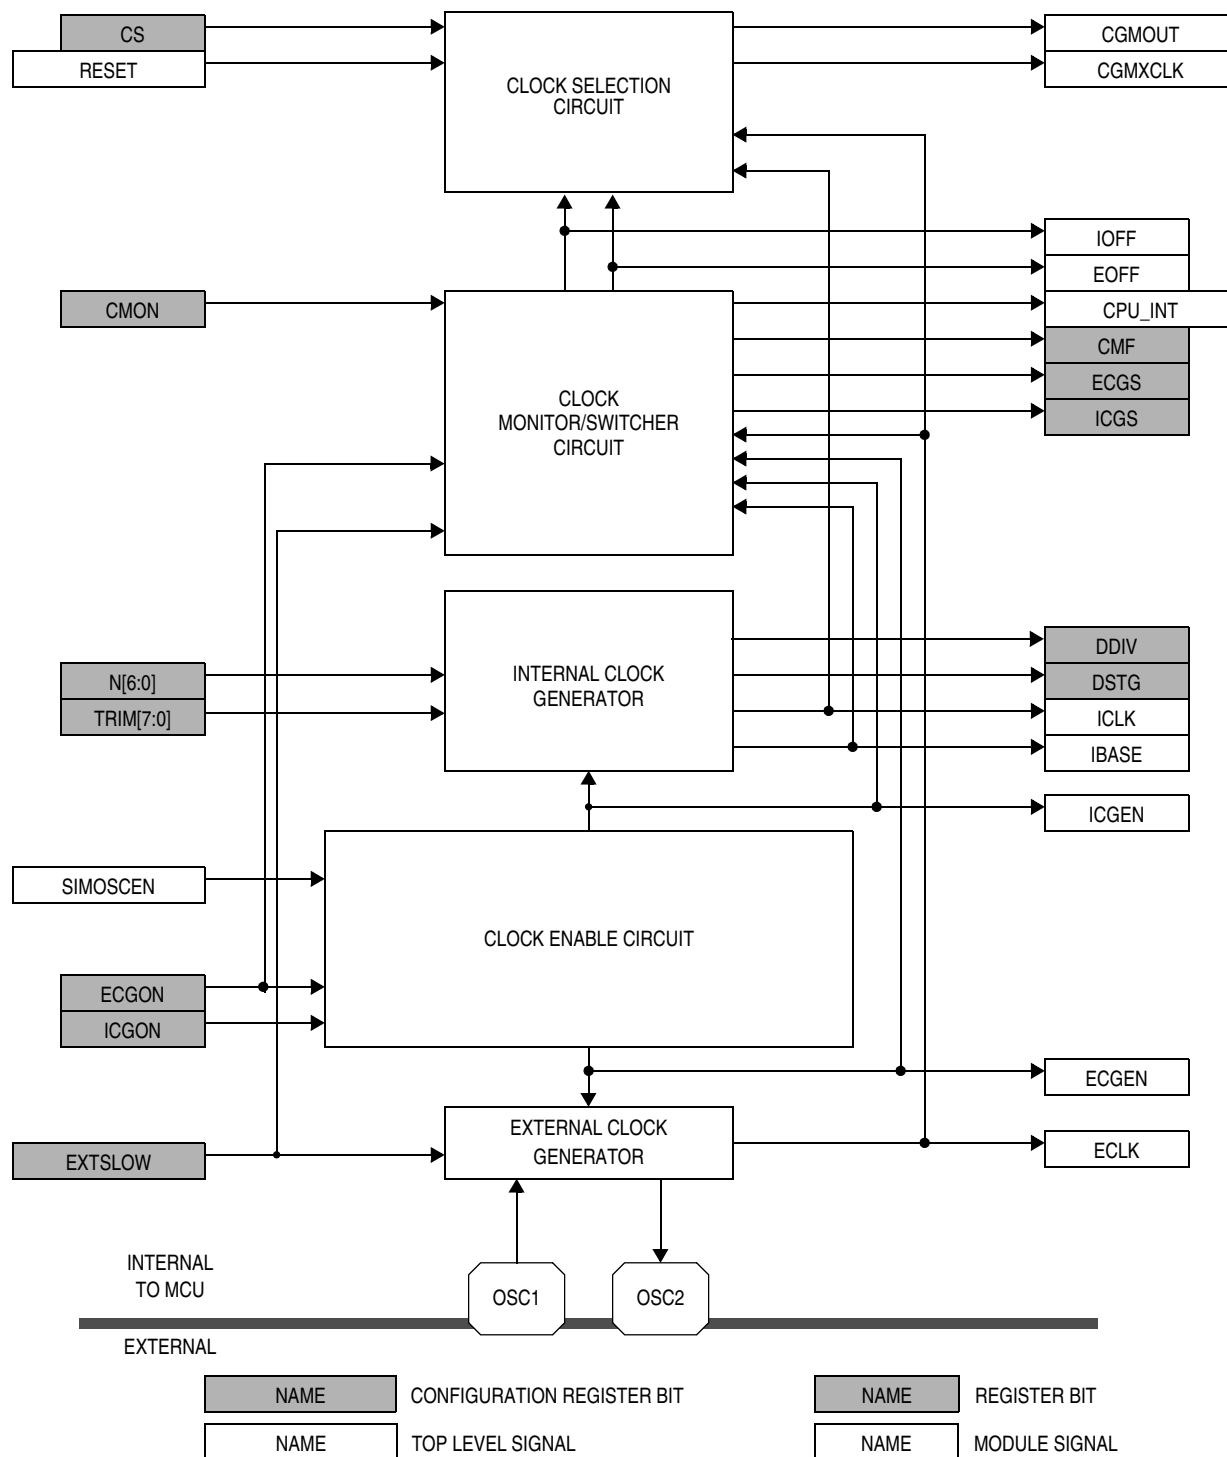 CS
RESET
CLOCK SELECTION
CIRCUIT
CGMOUT
CGMXCLK
IOFF
EOFF
CPU_INT
CMF
ECGS
ICGS
CMON
CLOCK
MONITOR/SWITCHER
CIRCUIT
N[6:0]
TRIM[7:0]
INTERNAL CLOCK
GENERATOR
DDIV
DSTG
ICLK
IBASE
ICGEN
SIMOSCEN
CLOCK ENABLE CIRCUIT
ECGON
ICGON
ECGEN
EXTSLOW
EXTERNAL CLOCK
GENERATOR
ECLK
INTERNAL
TO MCU
OSC1
OSC2
EXTERNAL
NAME CONFIGURATION REGISTER BIT
NAME REGISTER BIT
NAME TOP LEVEL SIGNAL
NAME MODULE SIGNAL